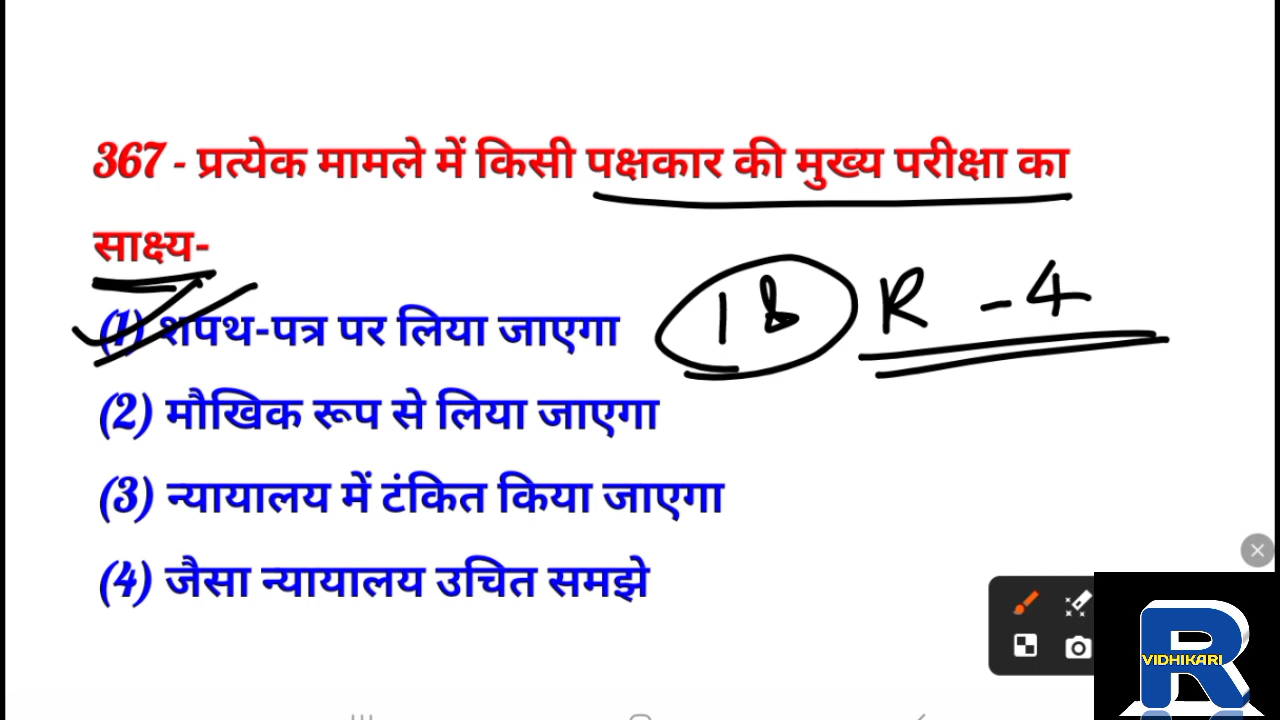 367 - प्रत्येक मामले में किसी पक्षकार की मुख्य परीक्षा का
साक्ष्य-
(1) शपथ-पत्र पर लिया जाएगा
18 R - 4
(2) मौखिक रूप से लिया जाएगा
(3) न्यायालय में टंकित किया जाएगा
(4) जैसा न्यायालय उचित समझे
R
VIDHIKARI